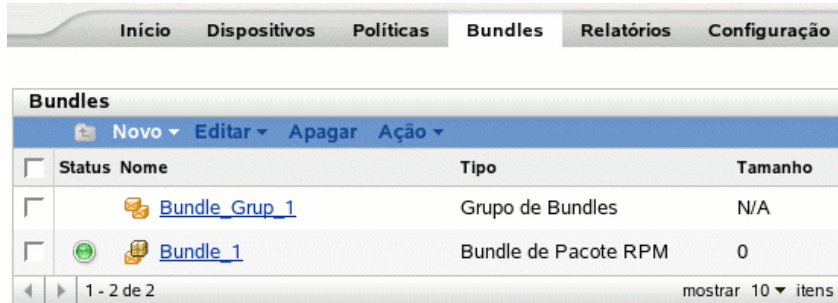 Início Dispositivos Políticas Bundles Relatórios Configuração
Bundles
Novo Editar Apagar Ação
Status Nome Tipo Tamanho
Bundle_Grup_1 Grupo de Bundles N/A
Bundle_1 Bundle de Pacote RPM 0
1 - 2 de 2 mostrar 10 itens